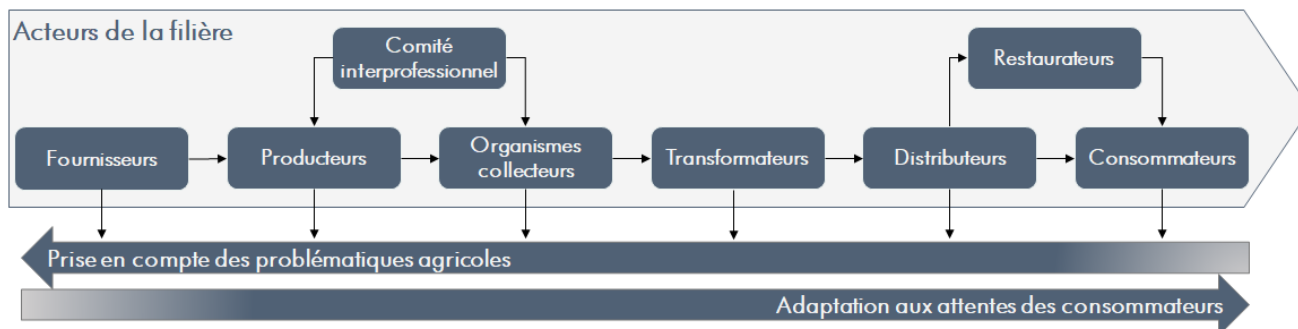 Acteurs de la filière
Comité
interprofessionnel
Restaurateurs
Fournisseurs
Producteurs
Organismes
collecteurs
Transformateurs
Distributeurs
Consommateurs
Prise en compte des problématiques agricoles
Adaptation aux attentes des consommateurs